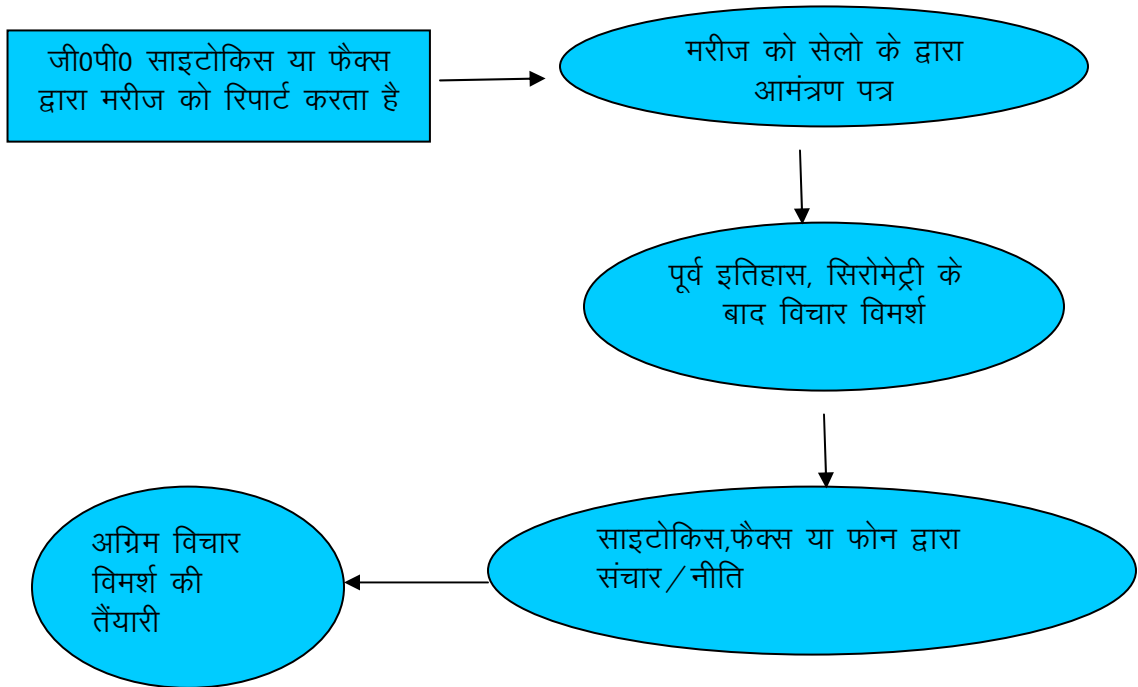 जी0पी0 साइटोकिस या फैक्स
द्वारा मरीज को रिपार्ट करता है
मरीज को सेलो के द्वारा
आमंत्रण पत्र
पूर्व इतिहास, सिरोमेट्री के
बाद विचार विमर्श
साइटोकिस,फैक्स या फोन द्वारा
संचार/नीति
अग्रिम विचार
विमर्श की
तैंयारी